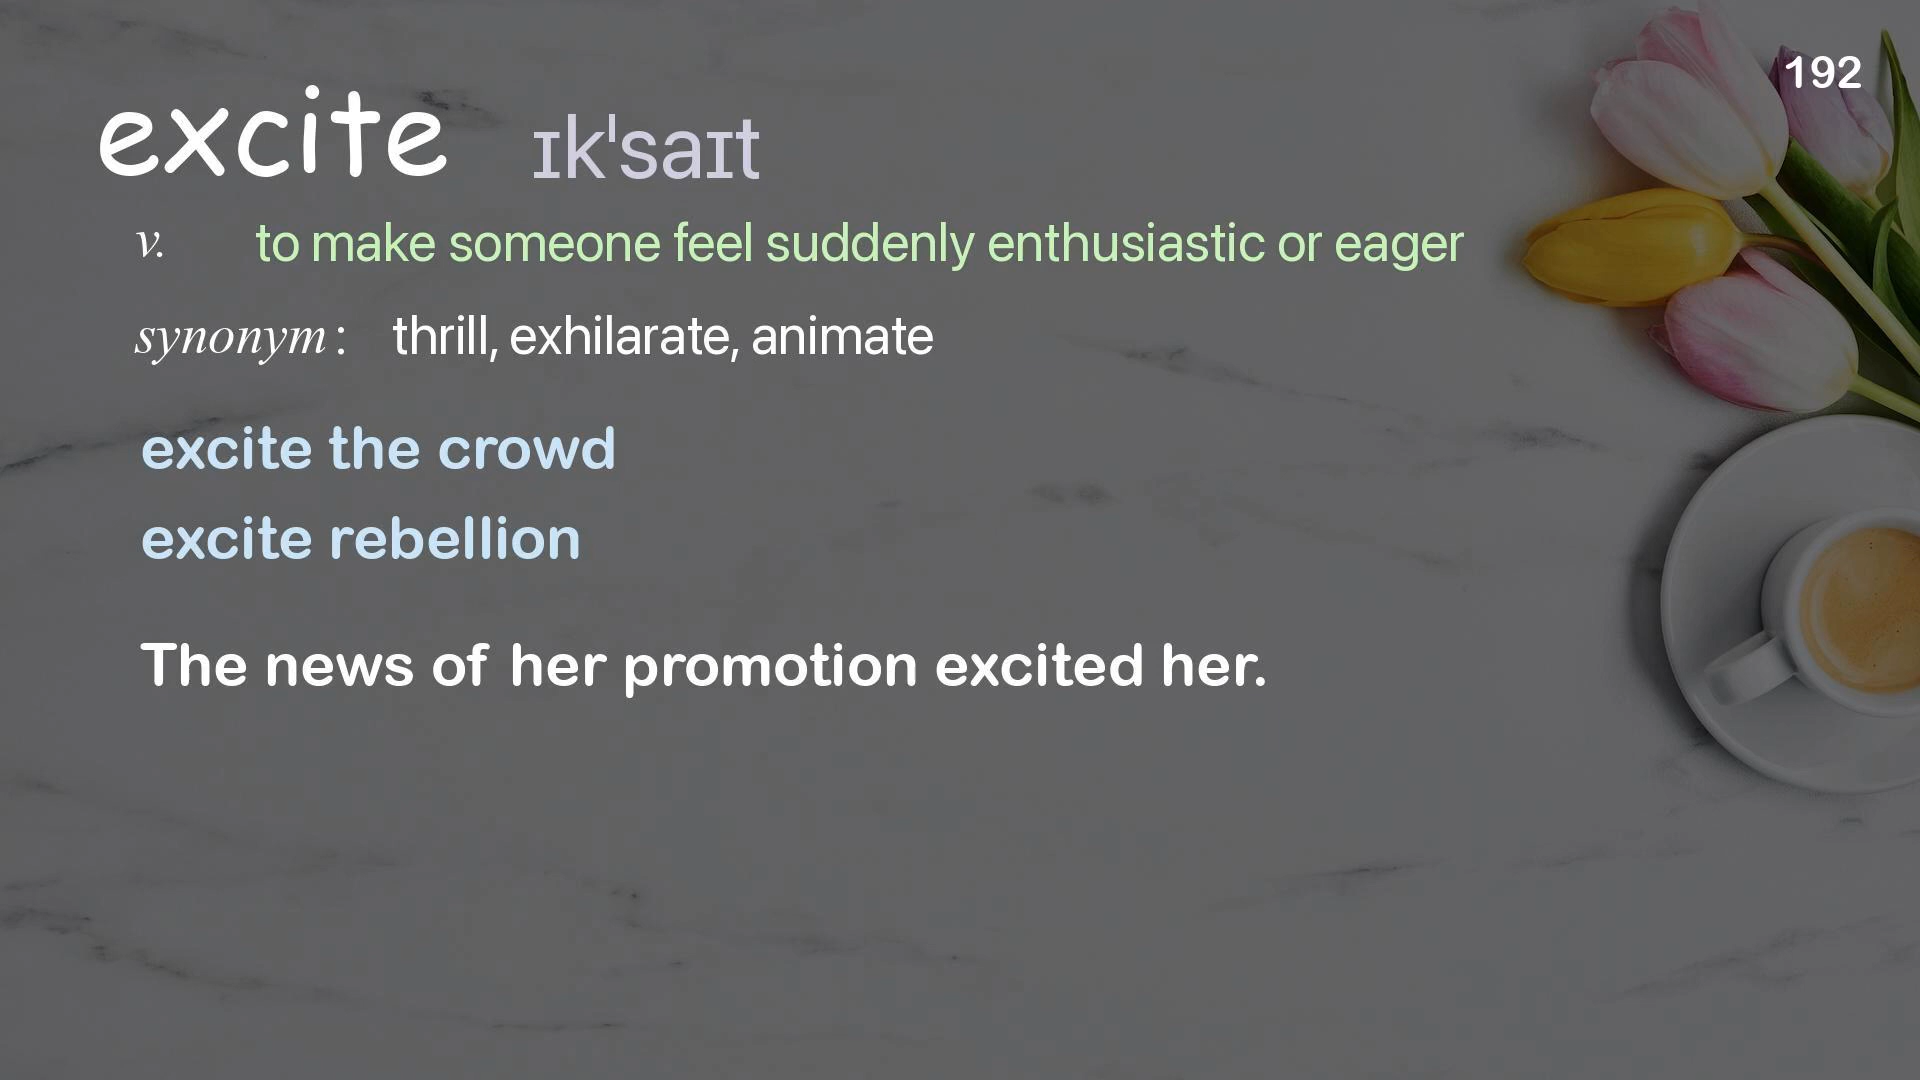 192
excite ɪkˈsaɪt
v. to make someone feel suddenly enthusiastic or eager
synonym : thrill, exhilarate, animate
excite the crowd
excite rebellion
The news of her promotion excited her.